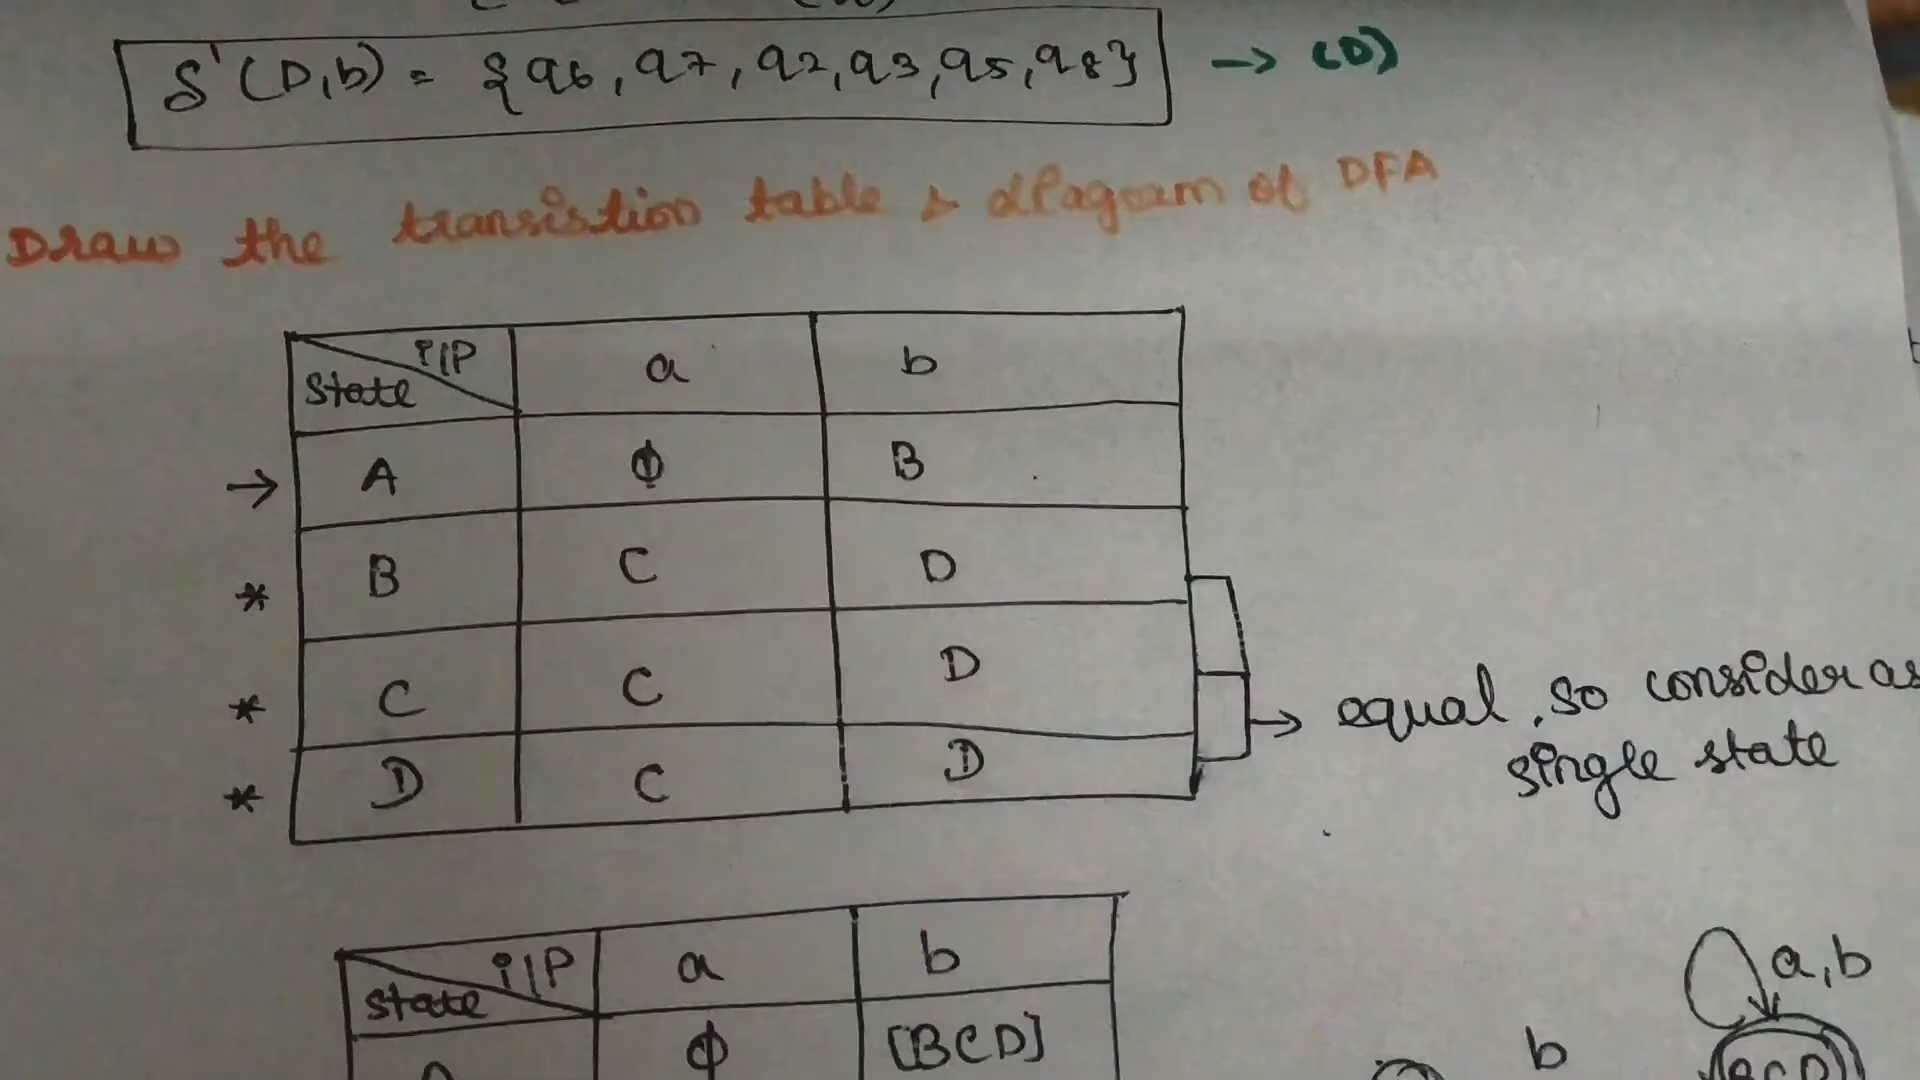 δ'(D,b) = {q6, q7, q2, q3, q5, q8} → (D)
Draw the transistion table & diagram of DFA
State i/P a b
→ A Φ B
* B C D
* C C D
* D C D
→ equal, so consider as
single state
State i/P a b
Φ [BCD]
a,b
b